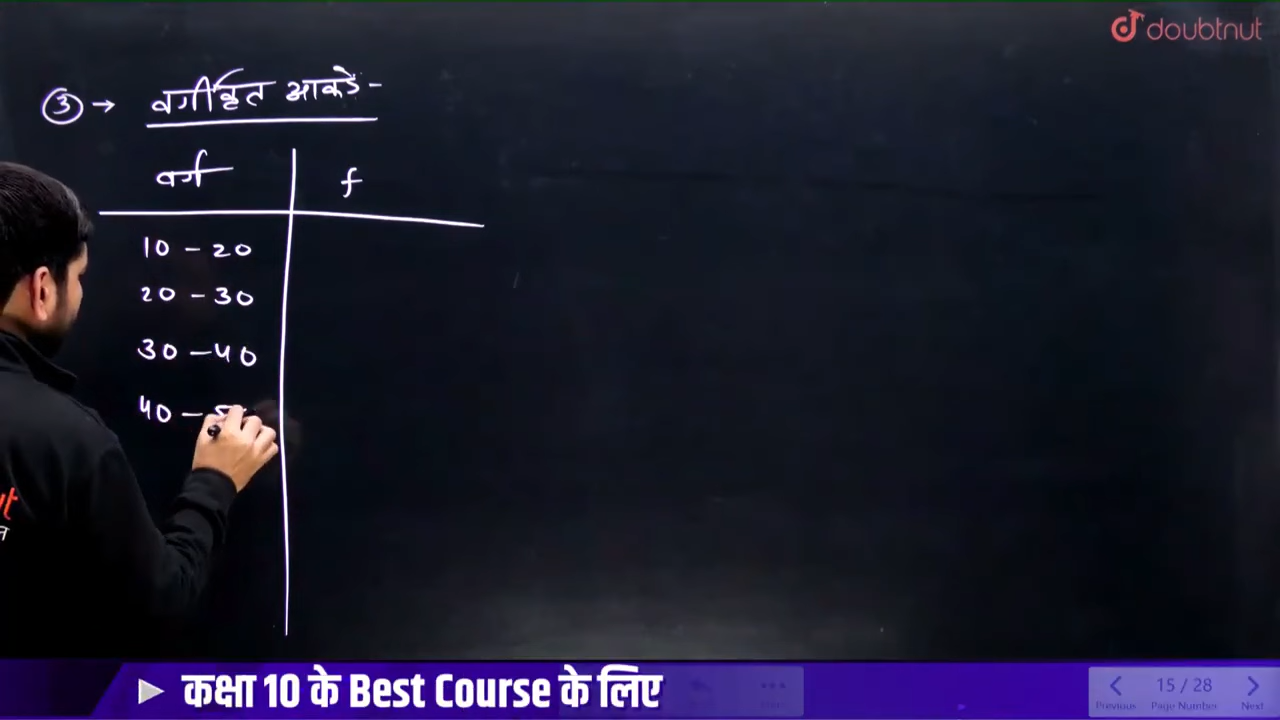 doubtnut
③ → वर्गीकृत आकडे -
वर्ग f
10 - 20
20 - 30
30 - 40
40 -
कक्षा 10 के Best Course के लिए
15 / 28
Previous Page Number Next